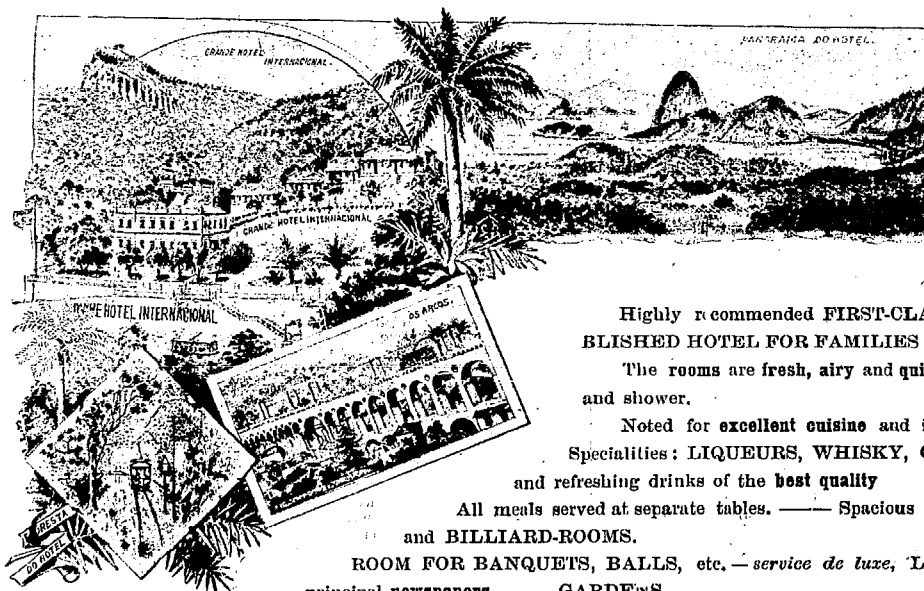 GRANDE HOTEL
INTERNACIONAL.
PANORAMA DO HOTEL.
GRANDE HOTEL INTERNACIONAL
HOTEL INTERNACIONAL
OS ARCOS.
FLORESTA
DO HOTEL
Highly recommended FIRST-CLA
BLISHED HOTEL FOR FAMILIES
The rooms are fresh, airy and qui
and shower.
Noted for excellent cuisine and
Specialities: LIQUEURS, WHISKY,
and refreshing drinks of the best quality
All meals served at separate tables. —— Spacious
and BILLIARD-ROOMS.
ROOM FOR BANQUETS, BALLS, etc. — service de luxe, L
principal newspapers GARDENS